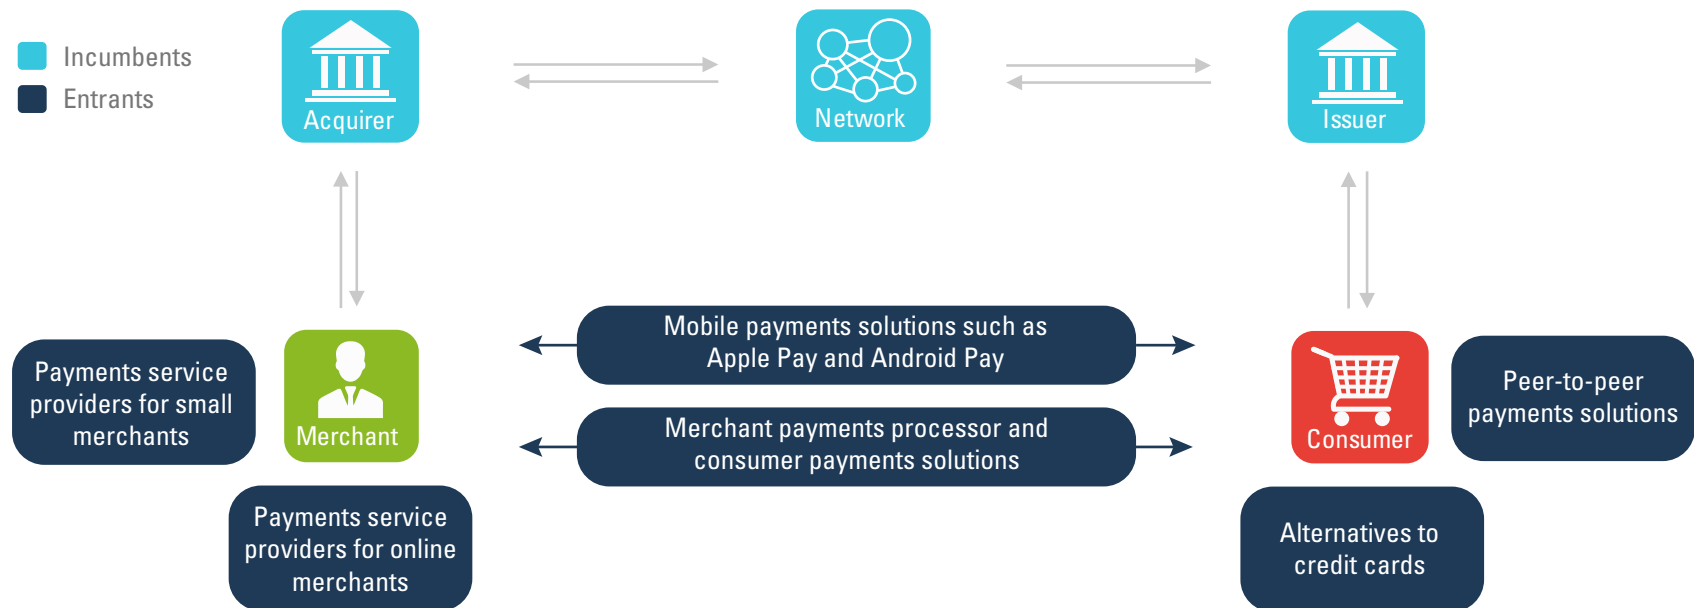 Incumbents
Entrants
Acquirer
Network
Issuer
Mobile payments solutions such as
Apple Pay and Android Pay
Payments service
providers for small
merchants
Merchant
Merchant payments processor and
consumer payments solutions
Consumer
Peer-to-peer
payments solutions
Payments service
providers for online
merchants
Alternatives to
credit cards